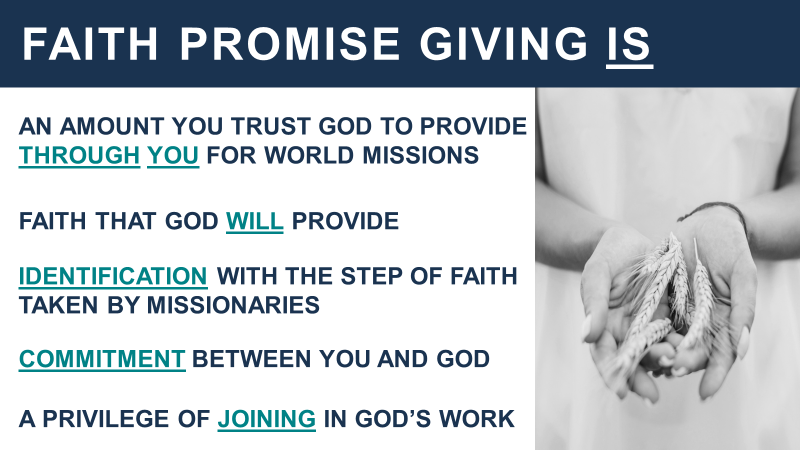 FAITH PROMISE GIVING IS
AN AMOUNT YOU TRUST GOD TO PROVIDE
THROUGH YOU FOR WORLD MISSIONS
FAITH THAT GOD WILL PROVIDE
IDENTIFICATION WITH THE STEP OF FAITH
TAKEN BY MISSIONARIES
COMMITMENT BETWEEN YOU AND GOD
A PRIVILEGE OF JOINING IN GOD’S WORK